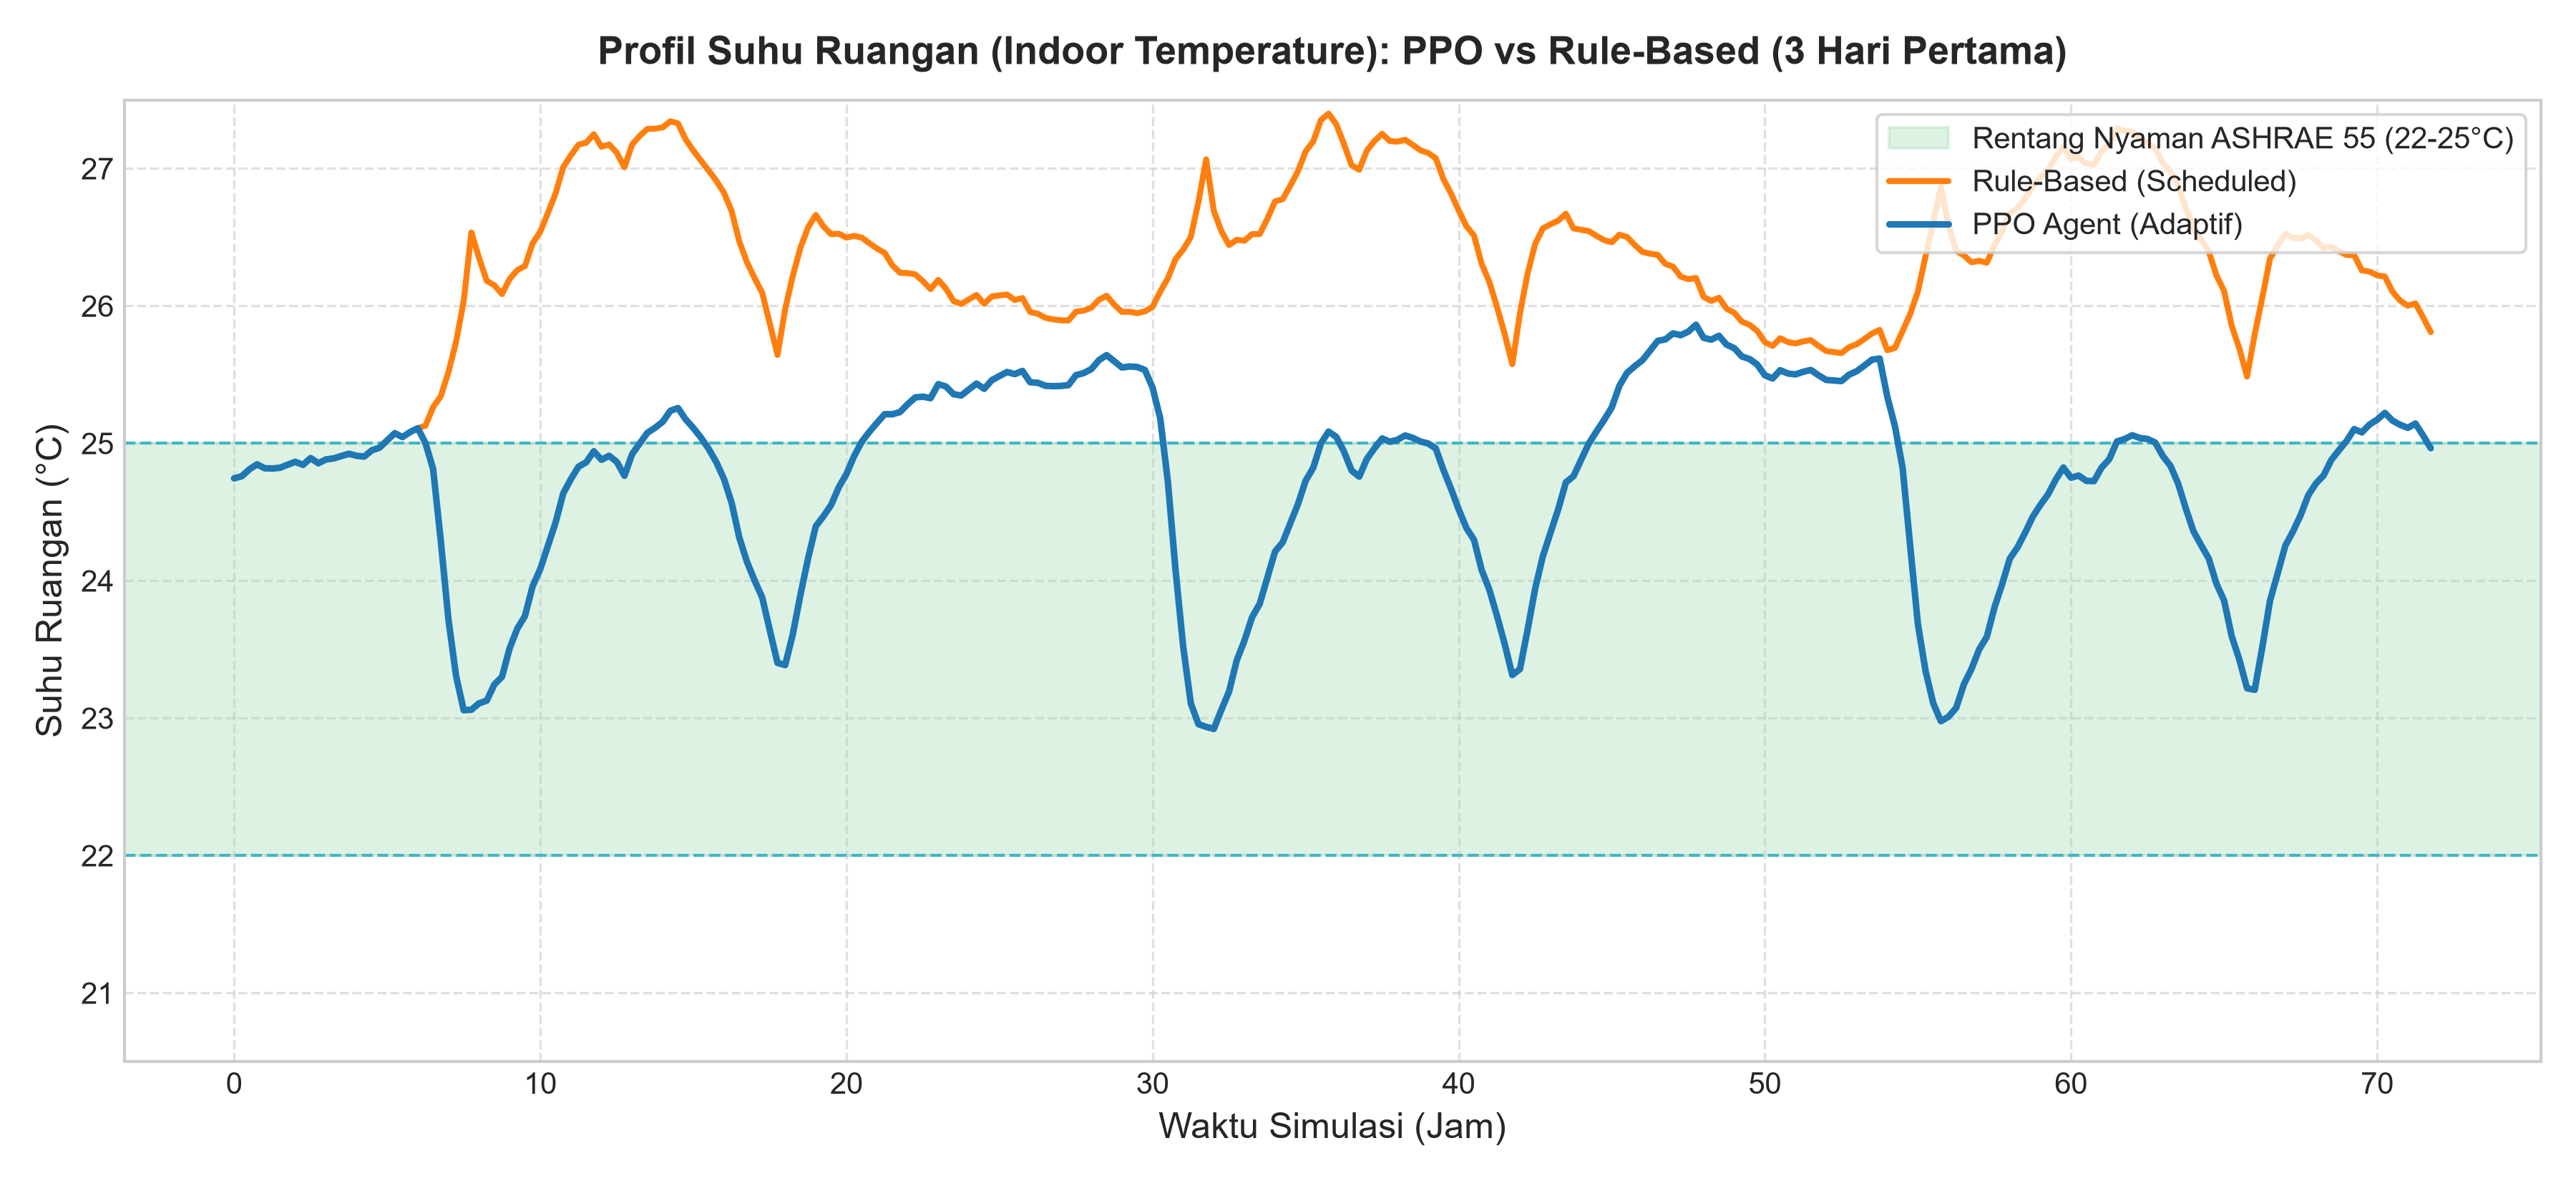 Profil Suhu Ruangan (Indoor Temperature): PPO vs Rule-Based (3 Hari Pertama)
Rentang Nyaman ASHRAE 55 (22-25°C)
Rule-Based (Scheduled)
PPO Agent (Adaptif)
Suhu Ruangan (°C)
27
26
25
24
23
22
21
0 10 20 30 40 50 60 70
Waktu Simulasi (Jam)